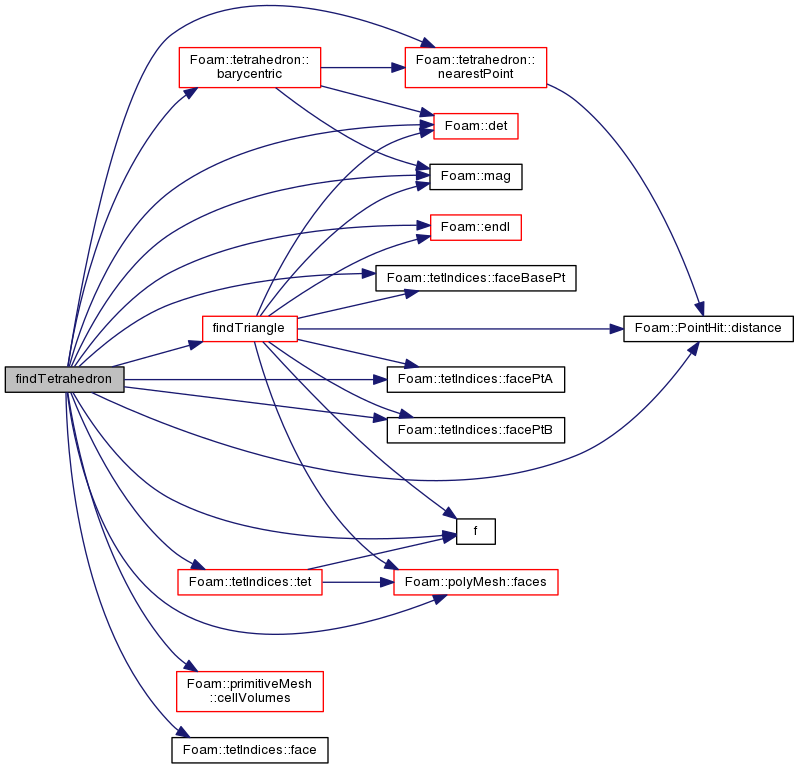 Foam::tetrahedron::
barycentric
Foam::tetrahedron::
nearestPoint
Foam::det
Foam::mag
Foam::endl
Foam::tetIndices::faceBasePt
findTriangle
Foam::PointHit::distance
findTetrahedron
Foam::tetIndices::facePtA
Foam::tetIndices::facePtB
f
Foam::tetIndices::tet
Foam::polyMesh::faces
Foam::primitiveMesh
::cellVolumes
Foam::tetIndices::face